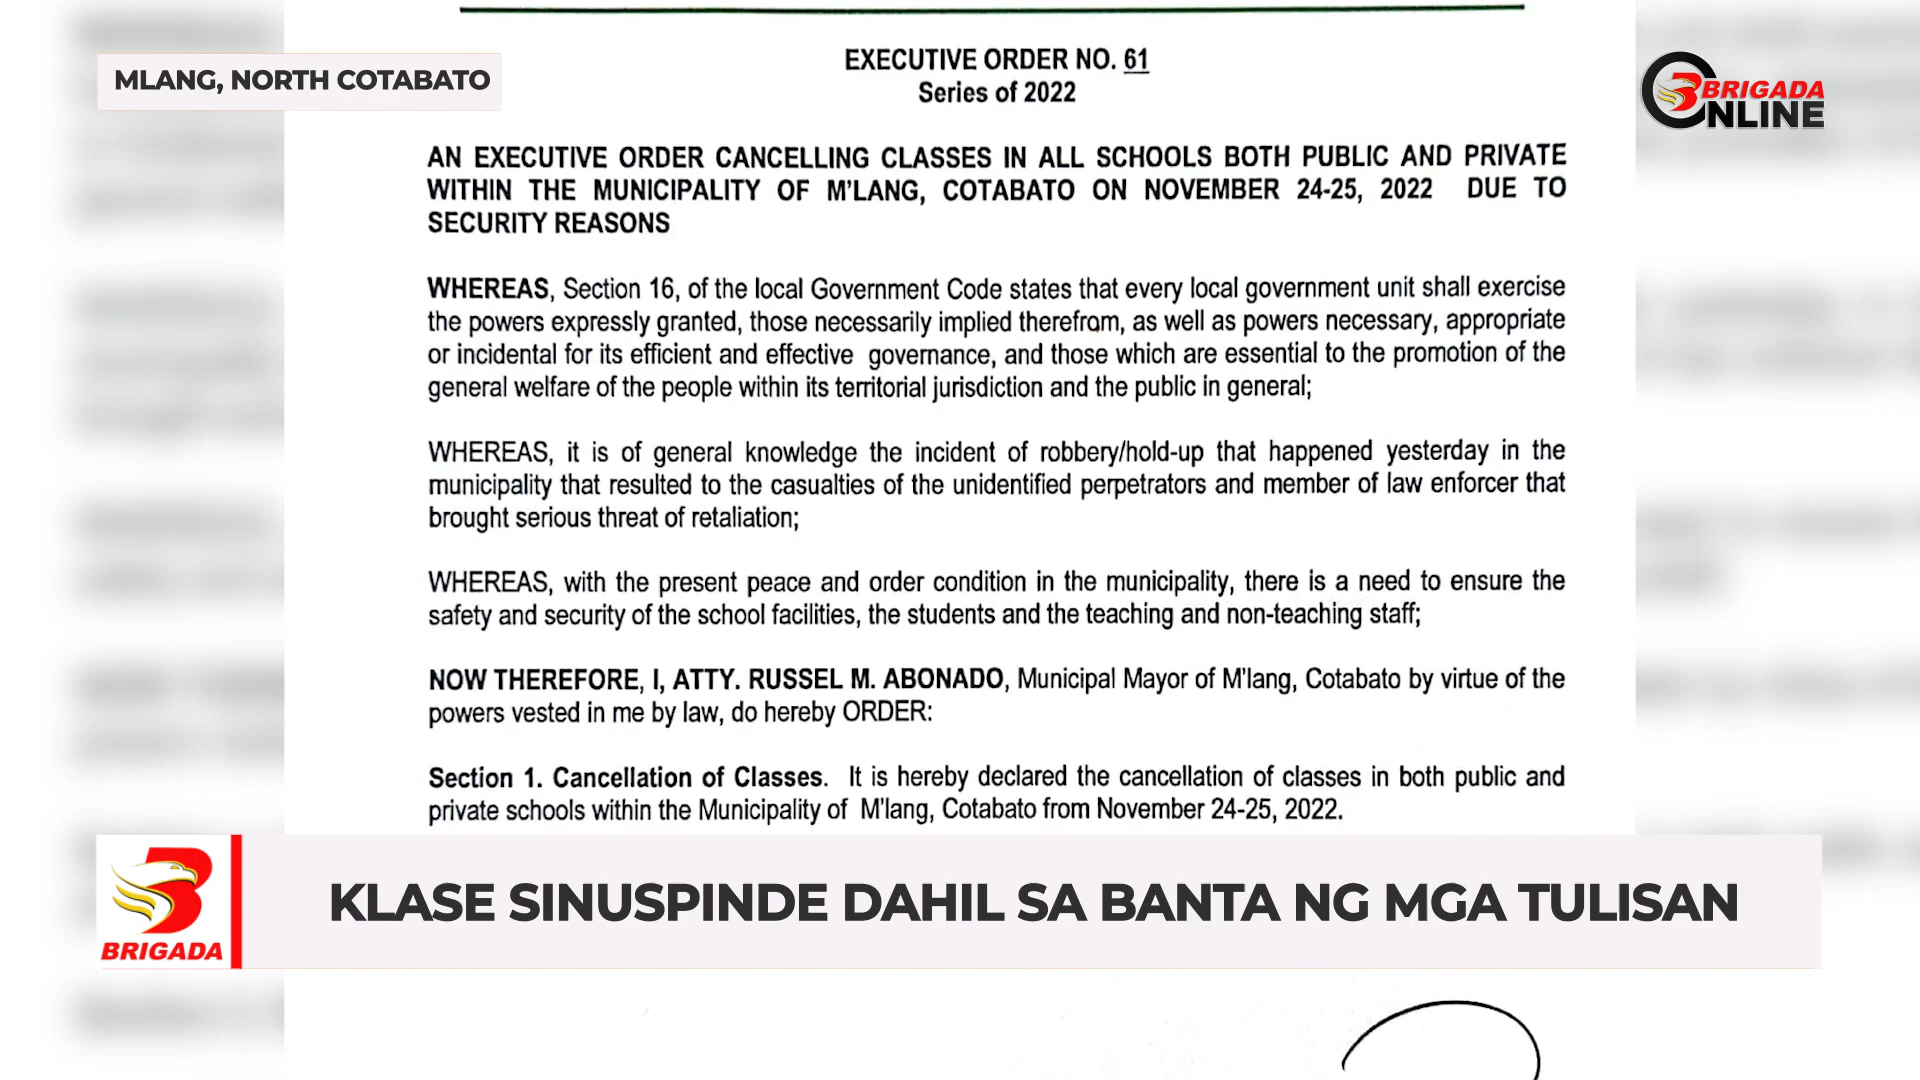 EXECUTIVE ORDER NO. 61
Series of 2022
MLANG, NORTH COTABATO
BRIGADA
ONLINE
AN EXECUTIVE ORDER CANCELLING CLASSES IN ALL SCHOOLS BOTH PUBLIC AND PRIVATE
WITHIN THE MUNICIPALITY OF M'LANG, COTABATO ON NOVEMBER 24-25, 2022 DUE TO
SECURITY REASONS
WHEREAS, Section 16, of the local Government Code states that every local government unit shall exercise
the powers expressly granted, those necessarily implied therefrom, as well as powers necessary, appropriate
or incidental for its efficient and effective governance, and those which are essential to the promotion of the
general welfare of the people within its territorial jurisdiction and the public in general;
WHEREAS, it is of general knowledge the incident of robbery/hold-up that happened yesterday in the
municipality that resulted to the casualties of the unidentified perpetrators and member of law enforcer that
brought serious threat of retaliation;
WHEREAS, with the present peace and order condition in the municipality, there is a need to ensure the
safety and security of the school facilities, the students and the teaching and non-teaching staff;
NOW THEREFORE, I, ATTY. RUSSEL M. ABONADO, Municipal Mayor of M'lang, Cotabato by virtue of the
powers vested in me by law, do hereby ORDER:
Section 1. Cancellation of Classes. It is hereby declared the cancellation of classes in both public and
private schools within the Municipality of M'lang, Cotabato from November 24-25, 2022.
BRIGADA
KLASE SINUSPINDE DAHIL SA BANTA NG MGA TULISAN